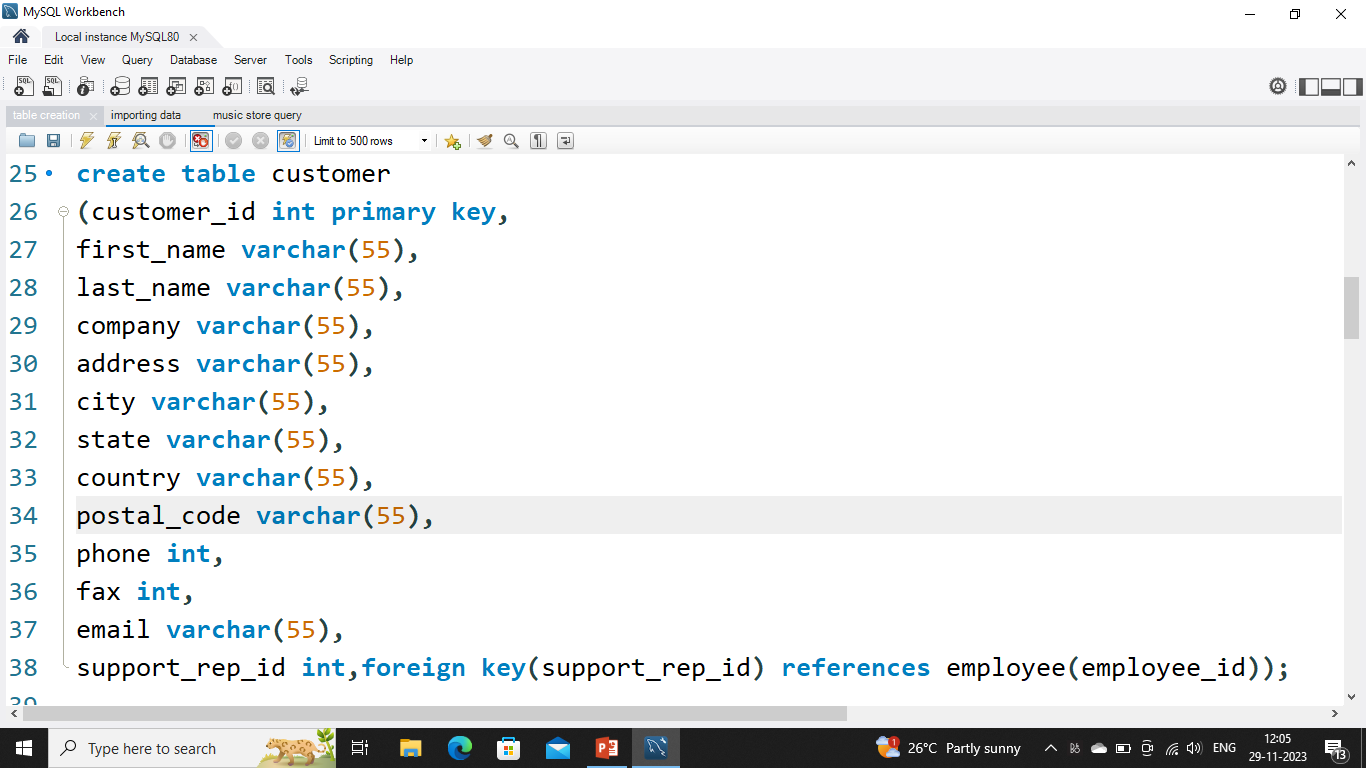 MySQL Workbench
Local instance MySQL80
File Edit View Query Database Server Tools Scripting Help
table creation importing data music store query
Limit to 500 rows
25 create table customer
26 (customer_id int primary key,
27 first_name varchar(55),
28 last_name varchar(55),
29 company varchar(55),
30 address varchar(55),
31 city varchar(55),
32 state varchar(55),
33 country varchar(55),
34 postal_code varchar(55),
35 phone int,
36 fax int,
37 email varchar(55),
38 support_rep_id int,foreign key(support_rep_id) references employee(employee_id));
39
Type here to search
1
26°C Partly sunny
ENG
12:05
29-11-2023
13